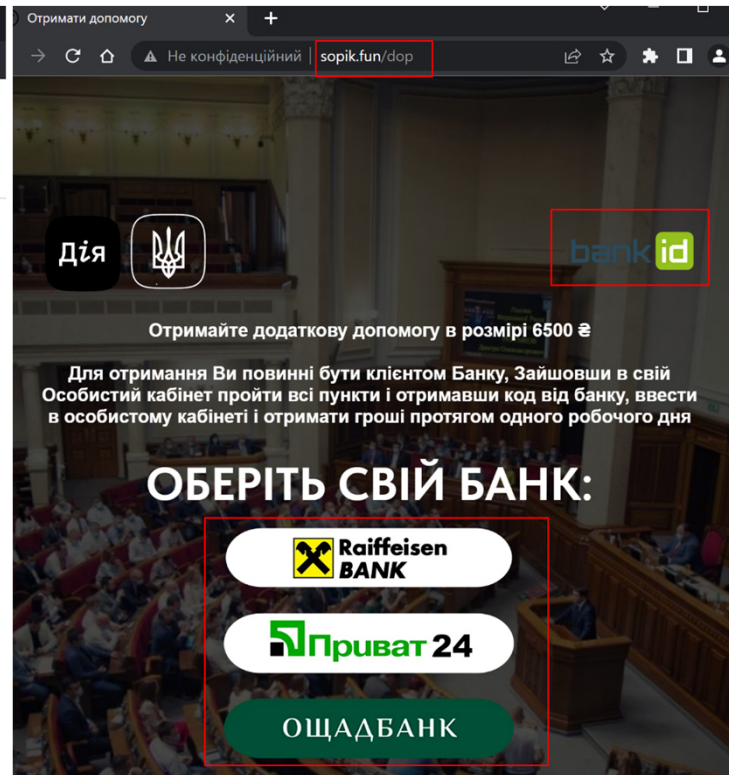 Отримати допомогу
Не конфіденційний | sopik.fun/dop
Дія
bank id
Отримайте додаткову допомогу в розмірі 6500 ₴
Для отримання Ви повинні бути клієнтом Банку, Зайшовши в свій
Особистий кабінет пройти всі пункти і отримавши код від банку, ввести
в особистому кабінеті і отримати гроші протягом одного робочого дня
ОБЕРІТЬ СВІЙ БАНК:
Raiffeisen
BANK
Приват 24
ОЩАДБАНК